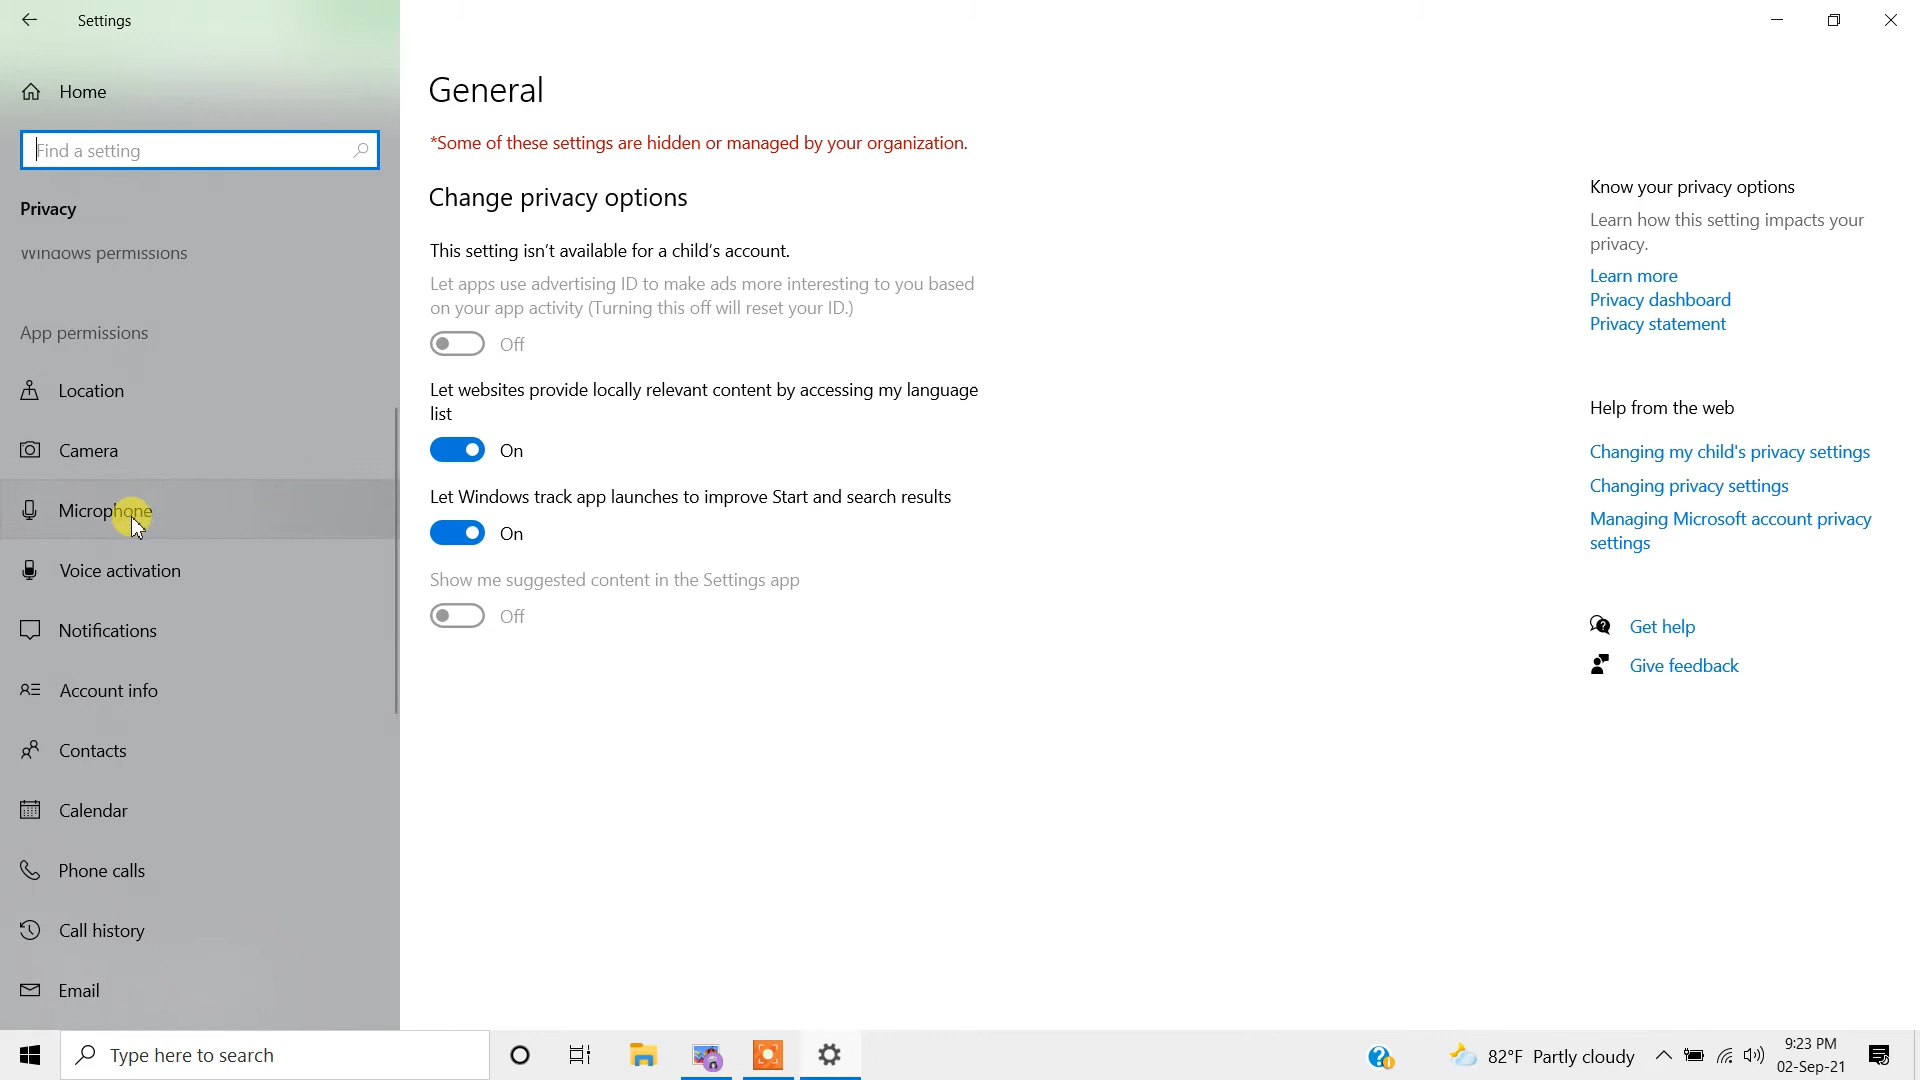 Settings
Home
Find a setting
Privacy
Windows permissions
App permissions
Location
Camera
Microphone
Voice activation
Notifications
Account info
Contacts
Calendar
Phone calls
Call history
Email
General
*Some of these settings are hidden or managed by your organization.
Change privacy options
This setting isn't available for a child's account.
Let apps use advertising ID to make ads more interesting to you based
on your app activity (Turning this off will reset your ID.)
Off
Let websites provide locally relevant content by accessing my language
list
On
Let Windows track app launches to improve Start and search results
On
Show me suggested content in the Settings app
Off
Know your privacy options
Learn how this setting impacts your
privacy.
Learn more
Privacy dashboard
Privacy statement
Help from the web
Changing my child's privacy settings
Changing privacy settings
Managing Microsoft account privacy
settings
Get help
Give feedback
Type here to search
82°F Partly cloudy
9:23 PM
02-Sep-21